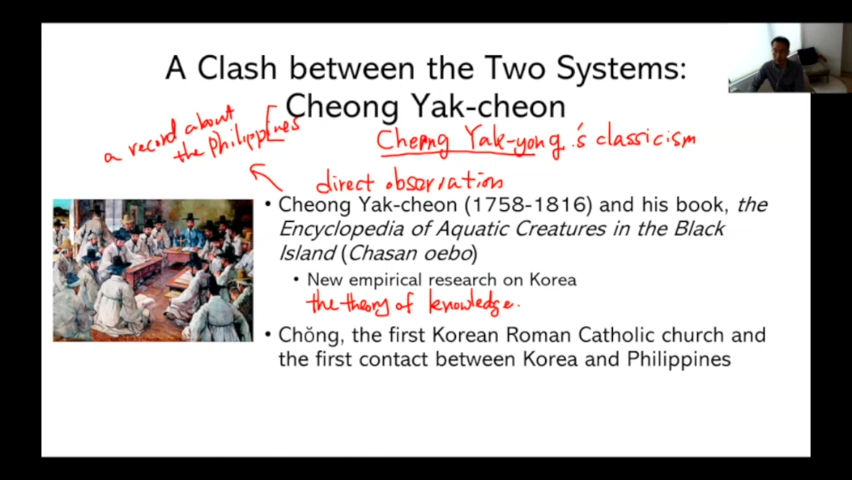 A Clash between the Two Systems:
Cheong Yak-cheon
a record about
the philippines
Cheong Yak-yong's classicism
direct observation
• Cheong Yak-cheon (1758-1816) and his book, the
Encyclopedia of Aquatic Creatures in the Black
Island (Chasan oebo)
• New empirical research on Korea
the theory of knowledge.
• Chŏng, the first Korean Roman Catholic church and
the first contact between Korea and Philippines